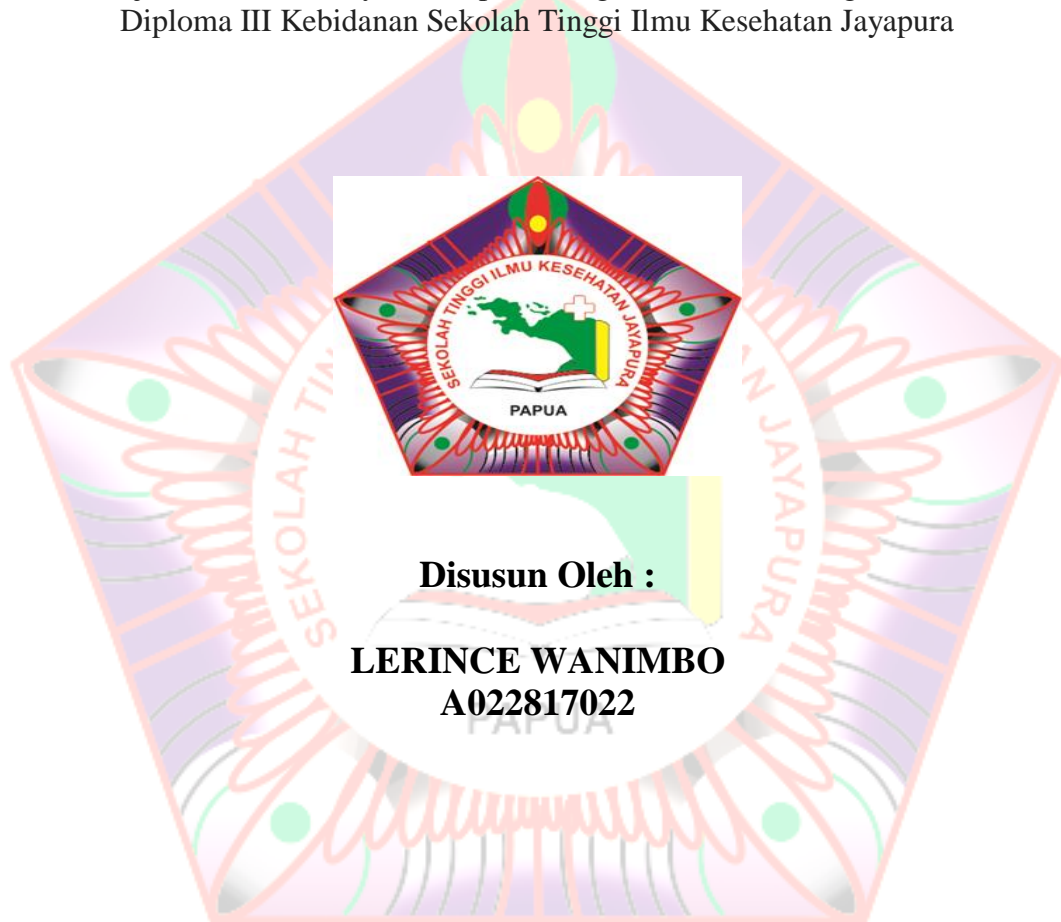 Diploma III Kebidanan Sekolah Tinggi Ilmu Kesehatan Jayapura
SEKOLAH TINGGI ILMU KESEHATAN JAYAPURA
PAPUA
Disusun Oleh :
LERINCE WANIMBO
A022817022
PAPUA